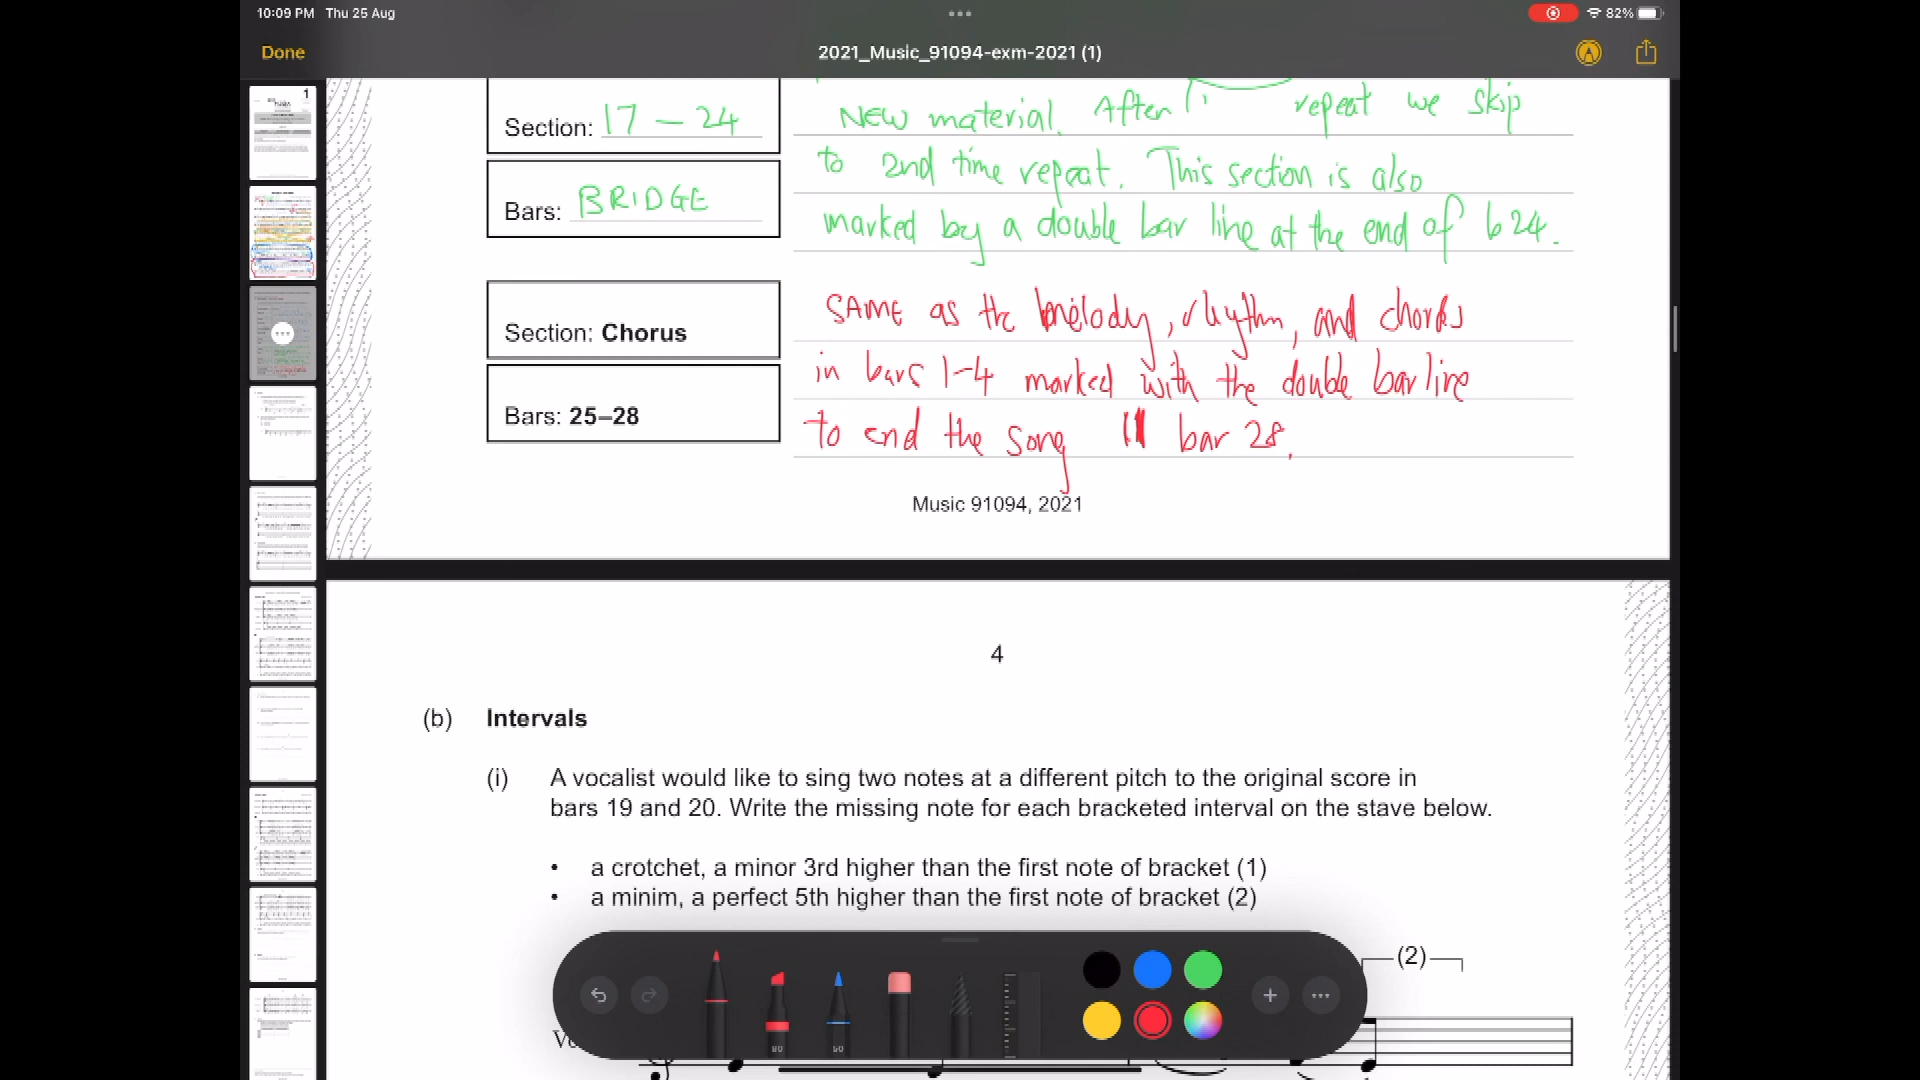 10:09 PM Thu 25 Aug
82%
Done
2021_Music_91094-exm-2021 (1)
1
Section: 17 – 24
Bars: BRIDGE
NEW material. After repeat we skip
to 2nd time repeat. This section is also
marked by a double bar line at the end of b24.
Section: Chorus
Bars: 25–28
SAME as the melody, rhythm, and chords
in bars 1-4 marked with the double barline
to end the song bar 28.
Music 91094, 2021
4
(b) Intervals
(i) A vocalist would like to sing two notes at a different pitch to the original score in
bars 19 and 20. Write the missing note for each bracketed interval on the stave below.
• a crotchet, a minor 3rd higher than the first note of bracket (1)
• a minim, a perfect 5th higher than the first note of bracket (2)
(2)
80
50